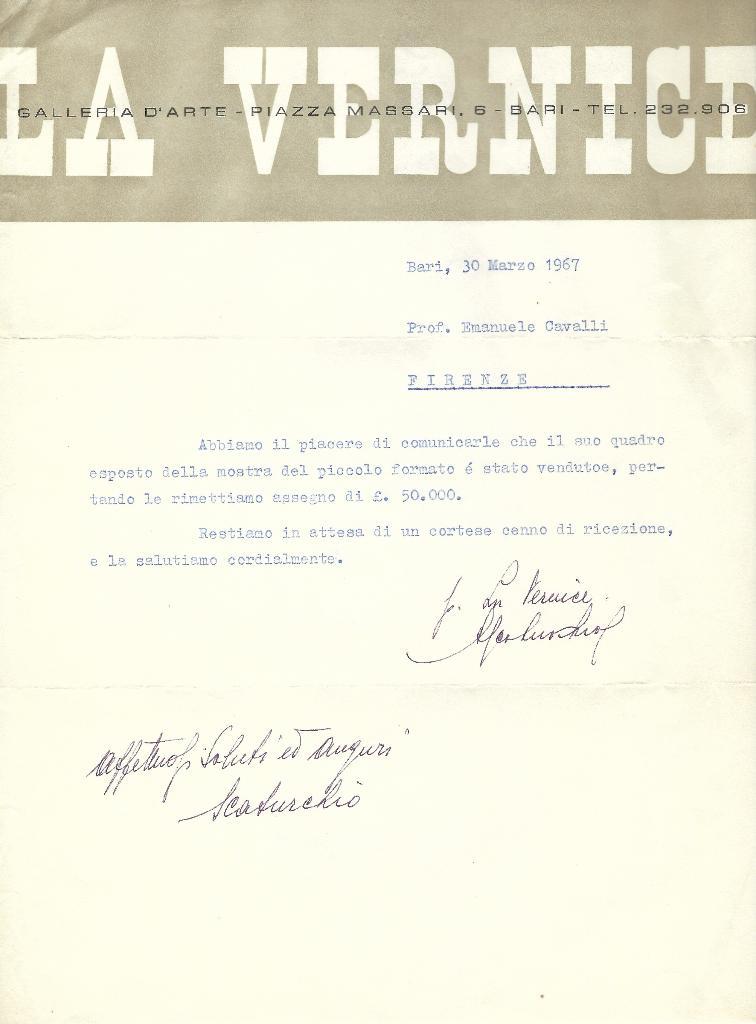 LA VERNICE
GALLERIA D'ARTE - PIAZZA MASSARI, 6 - BARI - TEL. 232.906
Bari, 30 Marzo 1967
Prof. Emanuele Cavalli
FIRENZE
Abbiamo il piacere di comunicarle che il suo quadro
esposto della mostra del piccolo formato é stato vendutoe, per-
tando le rimettiamo assegno di £. 50.000.
Restiamo in attesa di un cortese cenno di ricezione,
e la salutiamo cordialmente.
p. La Vernice
affettuosi saluti ed auguri
Scaturchio